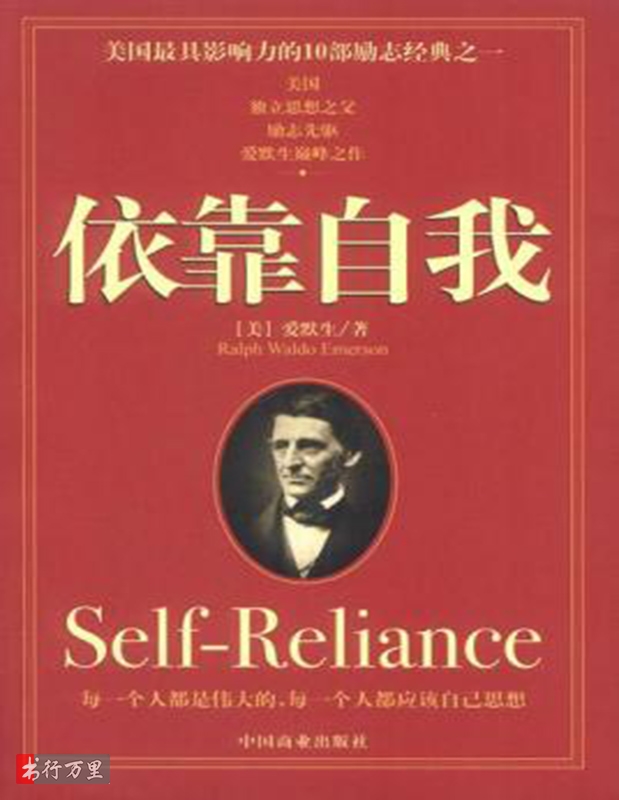 美国最具影响力的10部励志经典之一
美国
独立思想之父
励志先驱
爱默生巅峰之作
依靠自我
［美］爱默生/著
Ralph Waldo Emerson
Self-Reliance
每一个人都是伟大的，每一个人都应该自己思想
中国商业出版社
书行万里